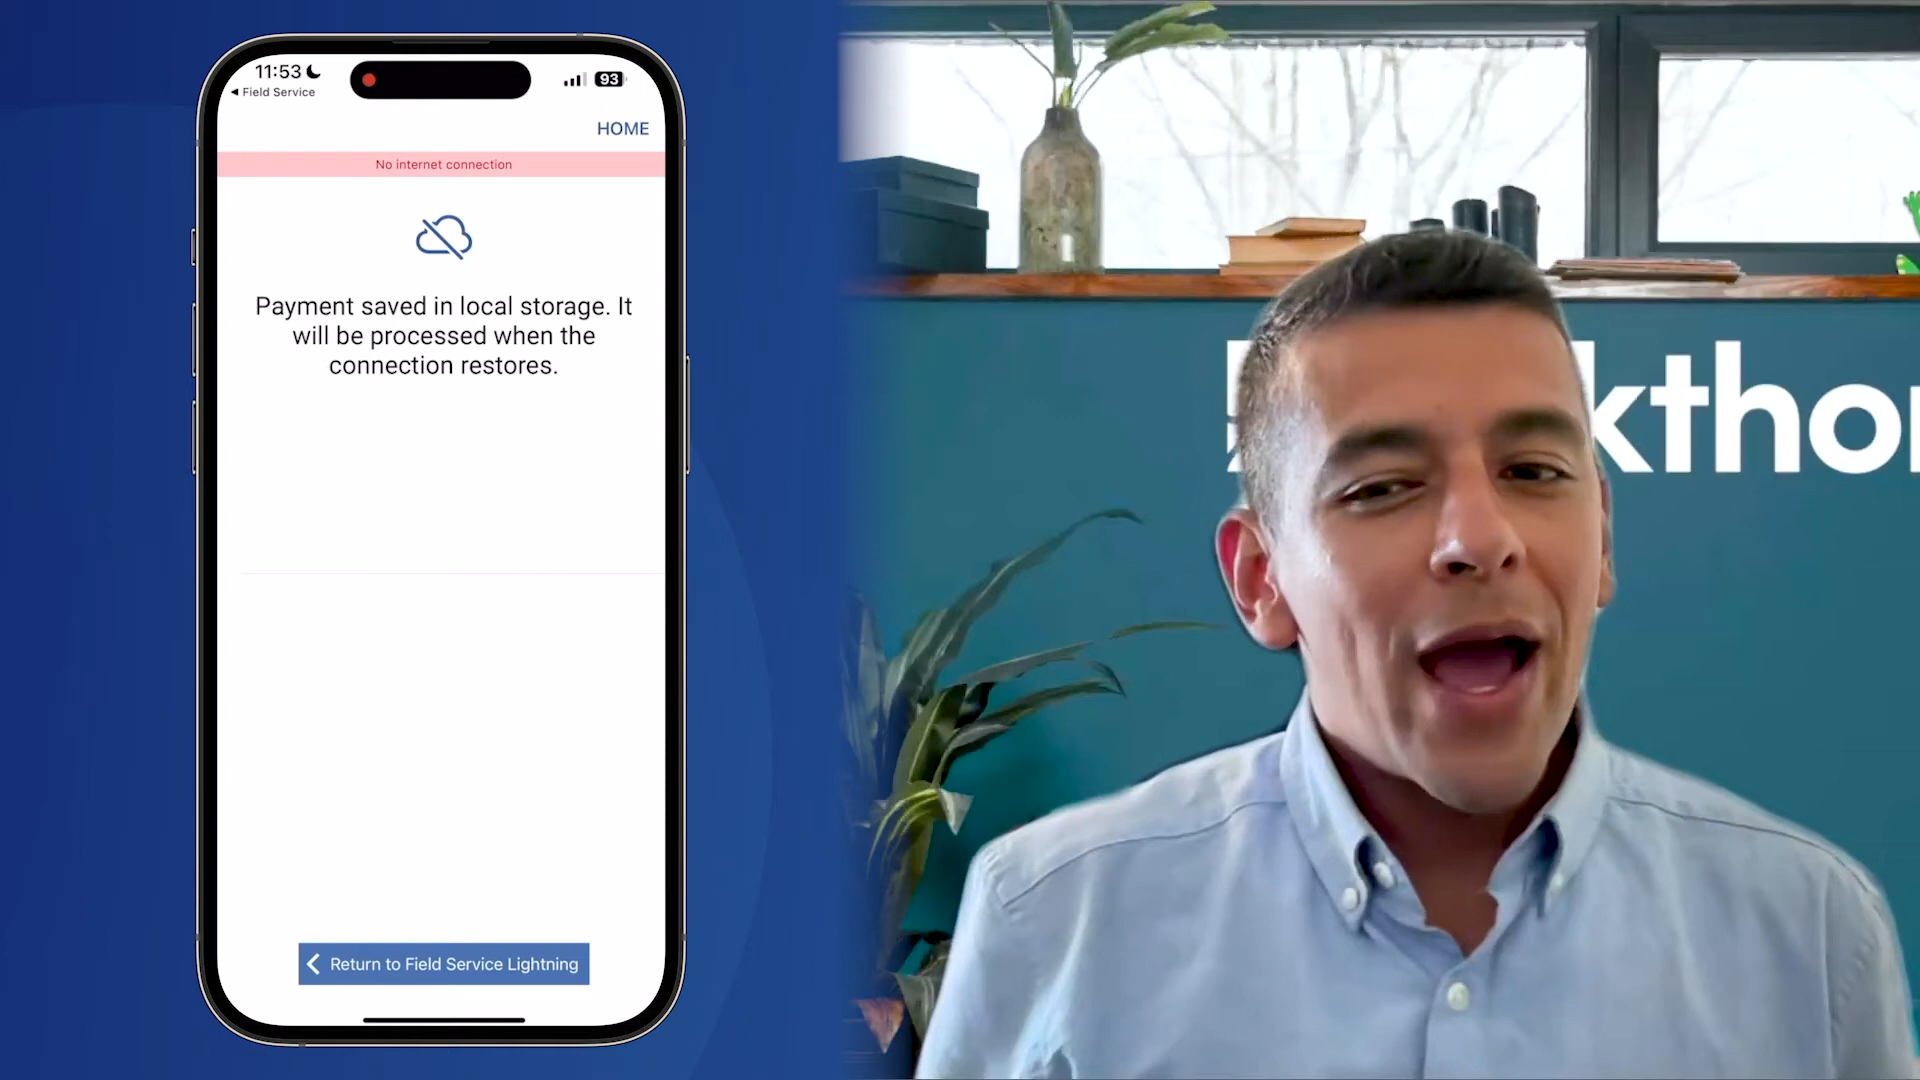 11:53
93
◀ Field Service
HOME
No internet connection
Payment saved in local storage. It
will be processed when the
connection restores.
Return to Field Service Lightning